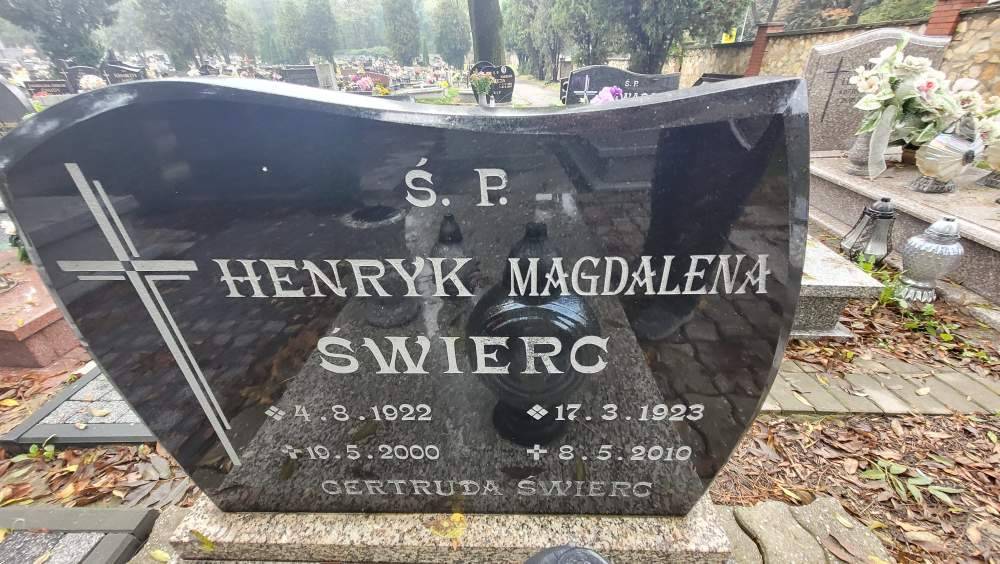 Ś. P.
HENRYK MAGDALENA
ŚWIERC
4.8.1922 17.3.1923
19.5.2000 8.5.2010
GERTRUDA ŚWIERC
Ś. P.